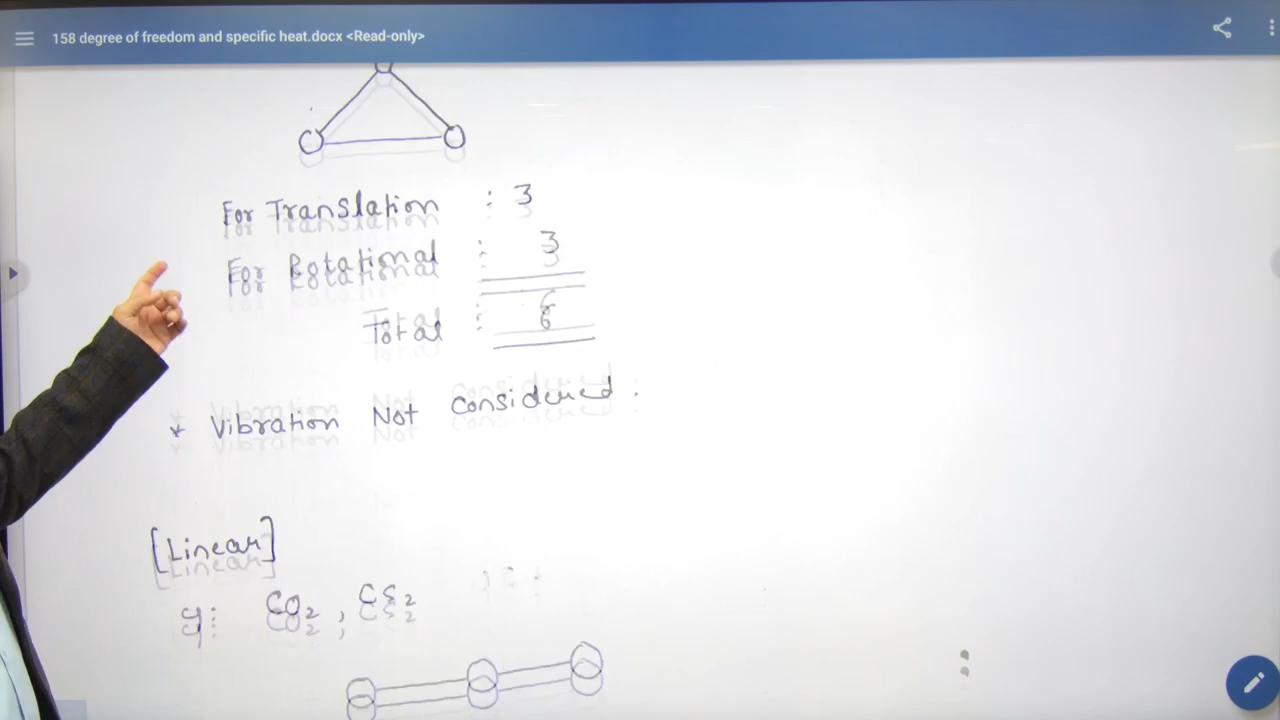 158 degree of freedom and specific heat.docx <Read-only>
For Translation : 3
For Rotational : 3
Total : 6
* Vibration Not Considered.
[Linear]
eg: CO2, CS2